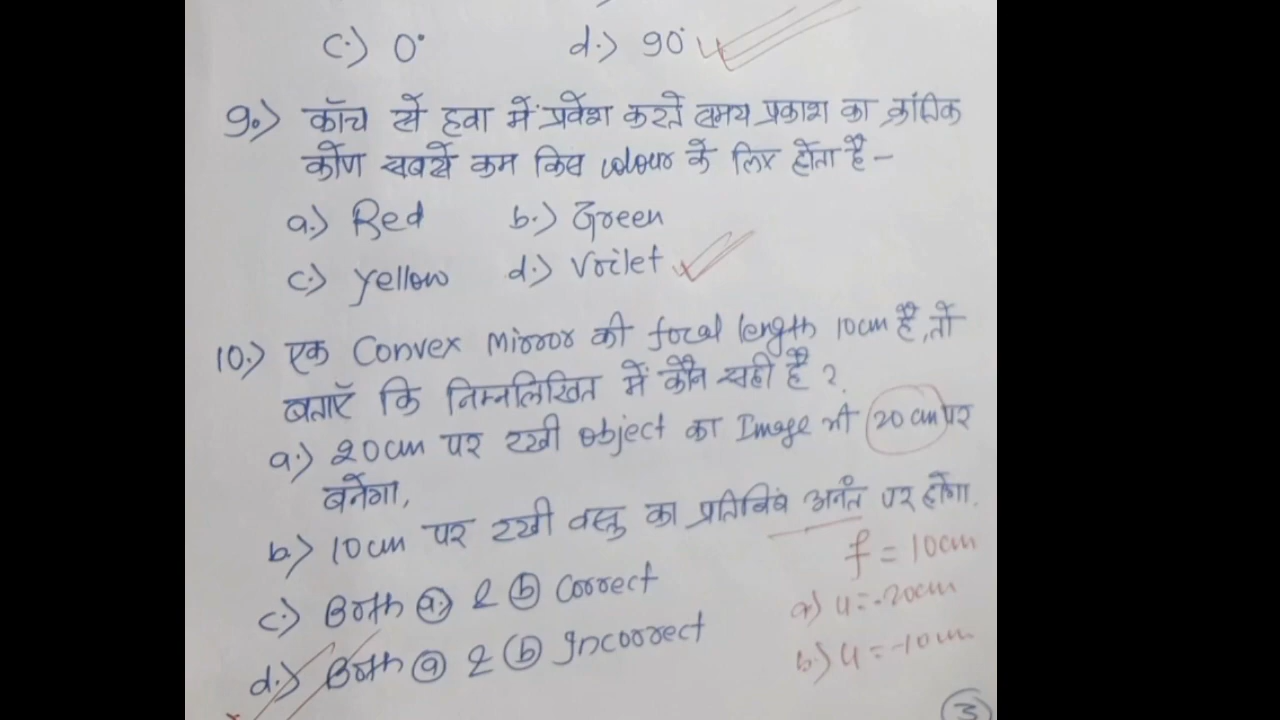 c.) 0° d.) 90°
9.) काँच से हवा में प्रवेश करते समय प्रकाश का क्रांतिक
कोण सबसे कम किस colour के लिए होता है -
a.) Red b.) Green
c.) Yellow d.) Voilet
10.) एक Convex Mirror की focal length 10cm है, तो
बताएँ कि निम्नलिखित में कौन सही है ?
a.) 20cm पर रखी object का Image भी 20cm पर
बनेगा,
b.) 10cm पर रखी वस्तु का प्रतिबिंब अनंत पर होगा.
f = 10cm
c.) Both (a.) & (b) Correct
a) u = -20cm
d.) Both (a) & (b) Incorrect
b.) u = -10cm
3